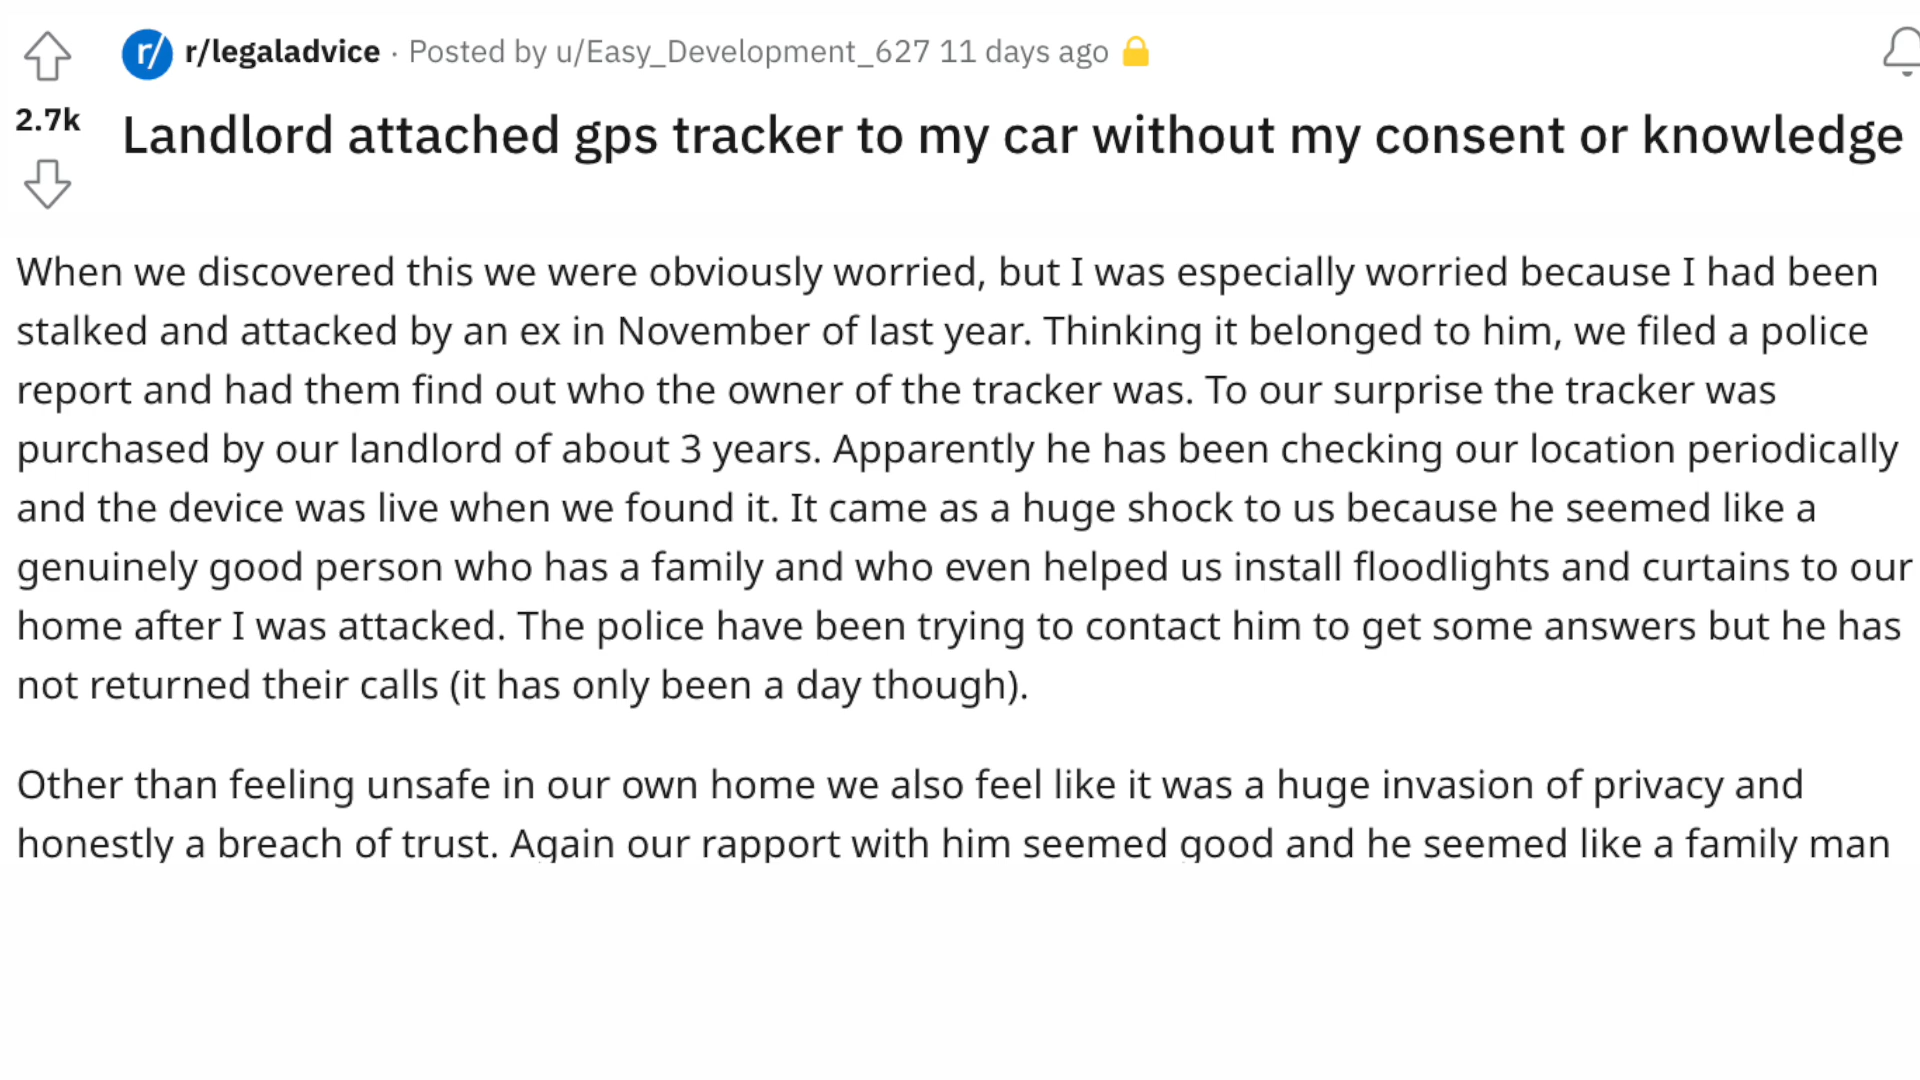 r/ r/legaladvice · Posted by u/Easy_Development_627 11 days ago
2.7k
Landlord attached gps tracker to my car without my consent or knowledge
When we discovered this we were obviously worried, but I was especially worried because I had been
stalked and attacked by an ex in November of last year. Thinking it belonged to him, we filed a police
report and had them find out who the owner of the tracker was. To our surprise the tracker was
purchased by our landlord of about 3 years. Apparently he has been checking our location periodically
and the device was live when we found it. It came as a huge shock to us because he seemed like a
genuinely good person who has a family and who even helped us install floodlights and curtains to our
home after I was attacked. The police have been trying to contact him to get some answers but he has
not returned their calls (it has only been a day though).
Other than feeling unsafe in our own home we also feel like it was a huge invasion of privacy and
honestly a breach of trust. Again our rapport with him seemed good and he seemed like a family man